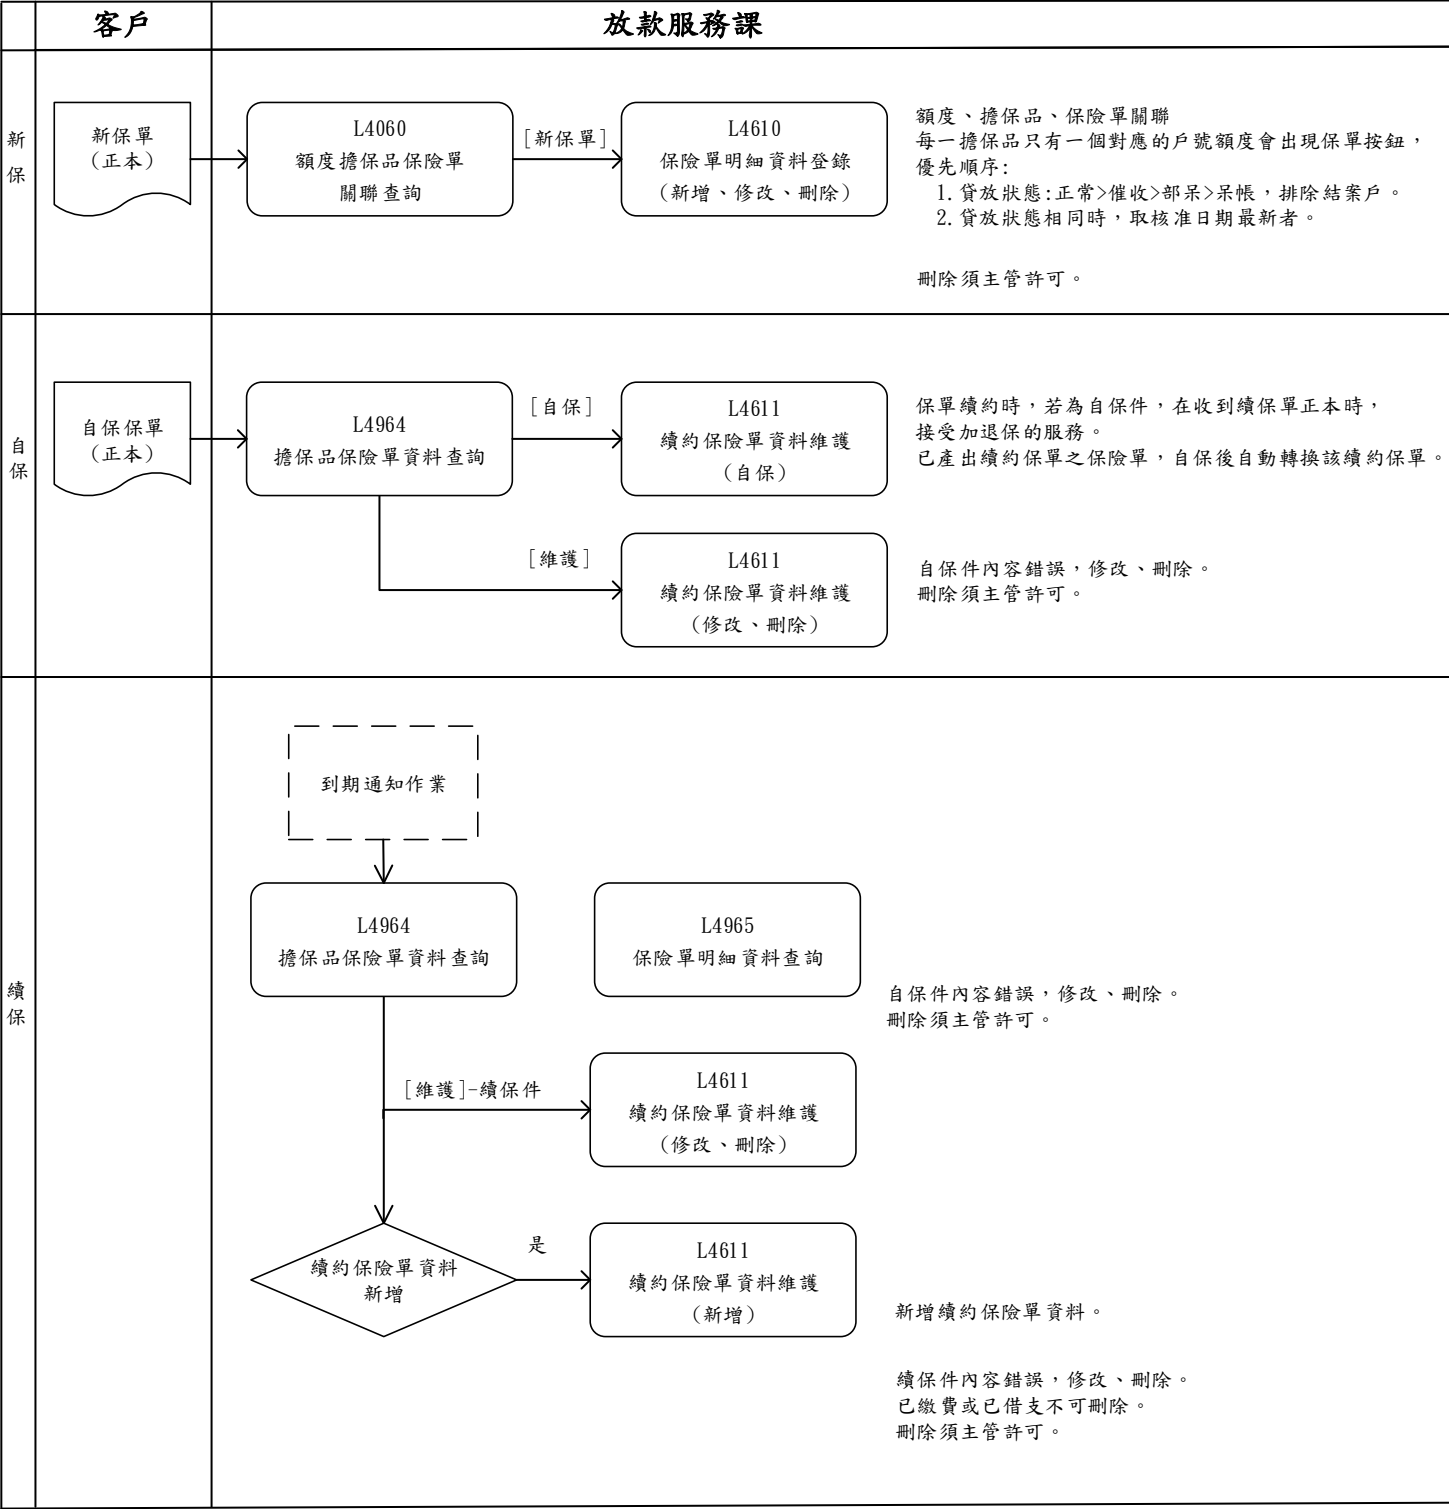 客戶
放款服務課
新
保
新保單
(正本)
L4060
額度擔保品保險單
關聯查詢
[新保單]
L4610
保險單明細資料登錄
(新增、修改、刪除)
額度、擔保品、保險單關聯
每一擔保品只有一個對應的戶號額度會出現保單按鈕，
優先順序:
1.貸放狀態:正常>催收>部呆>呆帳，排除結案戶。
2.貸放狀態相同時，取核准日期最新者。
刪除須主管許可。
自
保
自保保單
(正本)
L4964
擔保品保險單資料查詢
[自保]
L4611
續約保險單資料維護
(自保)
保單續約時，若為自保件，在收到續保單正本時，
接受加退保的服務。
已產出續約保單之保險單，自保後自動轉換該續約保單。
[維護]
L4611
續約保險單資料維護
(修改、刪除)
自保件內容錯誤，修改、刪除。
刪除須主管許可。
續
保
到期通知作業
L4964
擔保品保險單資料查詢
L4965
保險單明細資料查詢
自保件內容錯誤，修改、刪除。
刪除須主管許可。
[維護]-續保件
L4611
續約保險單資料維護
(修改、刪除)
續約保險單資料
新增
是
L4611
續約保險單資料維護
(新增)
新增續約保險單資料。
續保件內容錯誤，修改、刪除。
已繳費或已借支不可刪除。
刪除須主管許可。